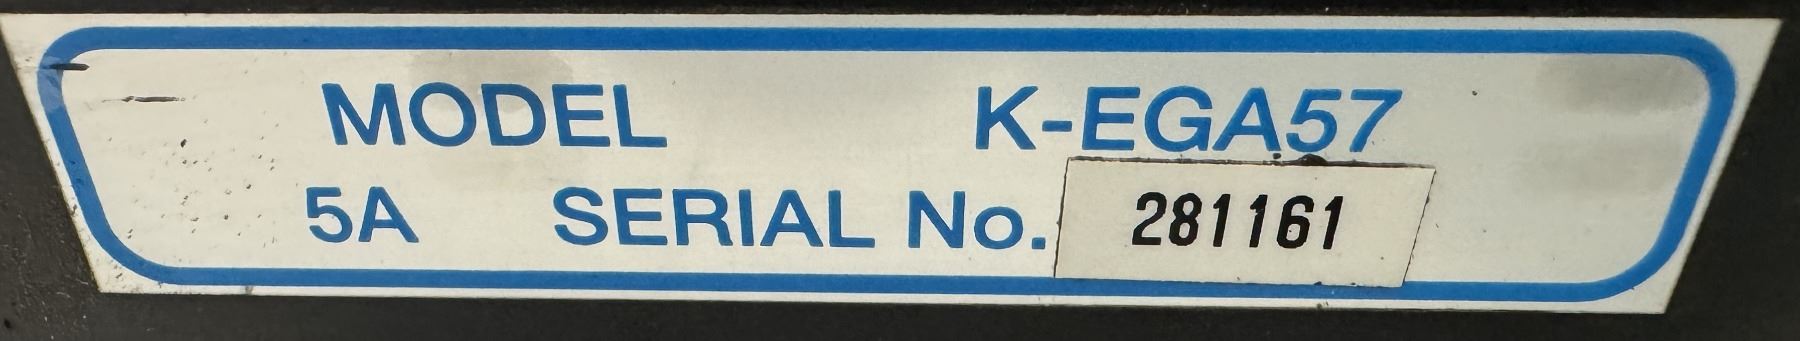 MODEL K-EGA57
5A SERIAL No. 281161